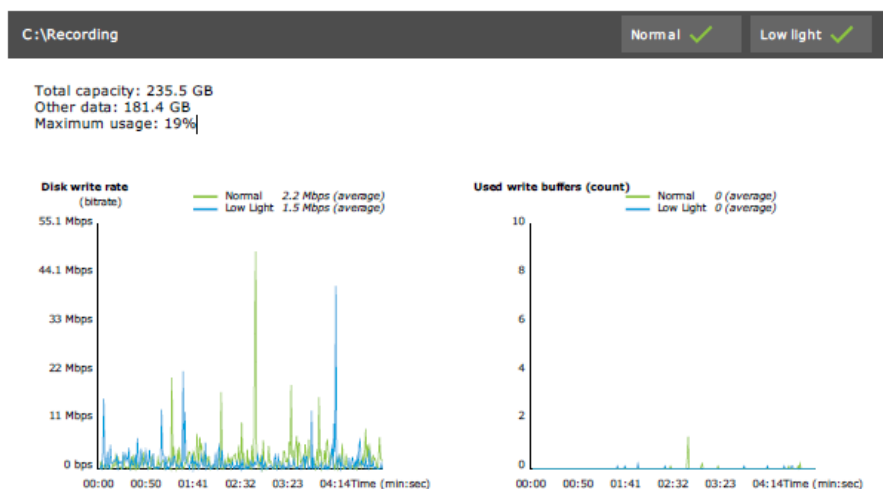 C:\Recording
Normal
Low light
Total capacity: 235.5 GB
Other data: 181.4 GB
Maximum usage: 19%
Disk write rate
(bitrate)
Normal 2.2 Mbps (average)
Low Light 1.5 Mbps (average)
55.1 Mbps
44.1 Mbps
33 Mbps
22 Mbps
11 Mbps
0 bps
00:00 00:50 01:41 02:32 03:23 04:14Time (min:sec)
Used write buffers (count)
Normal 0 (average)
Low Light 0 (average)
10
8
6
4
2
0
00:00 00:50 01:41 02:32 03:23 04:14Time (min:sec)